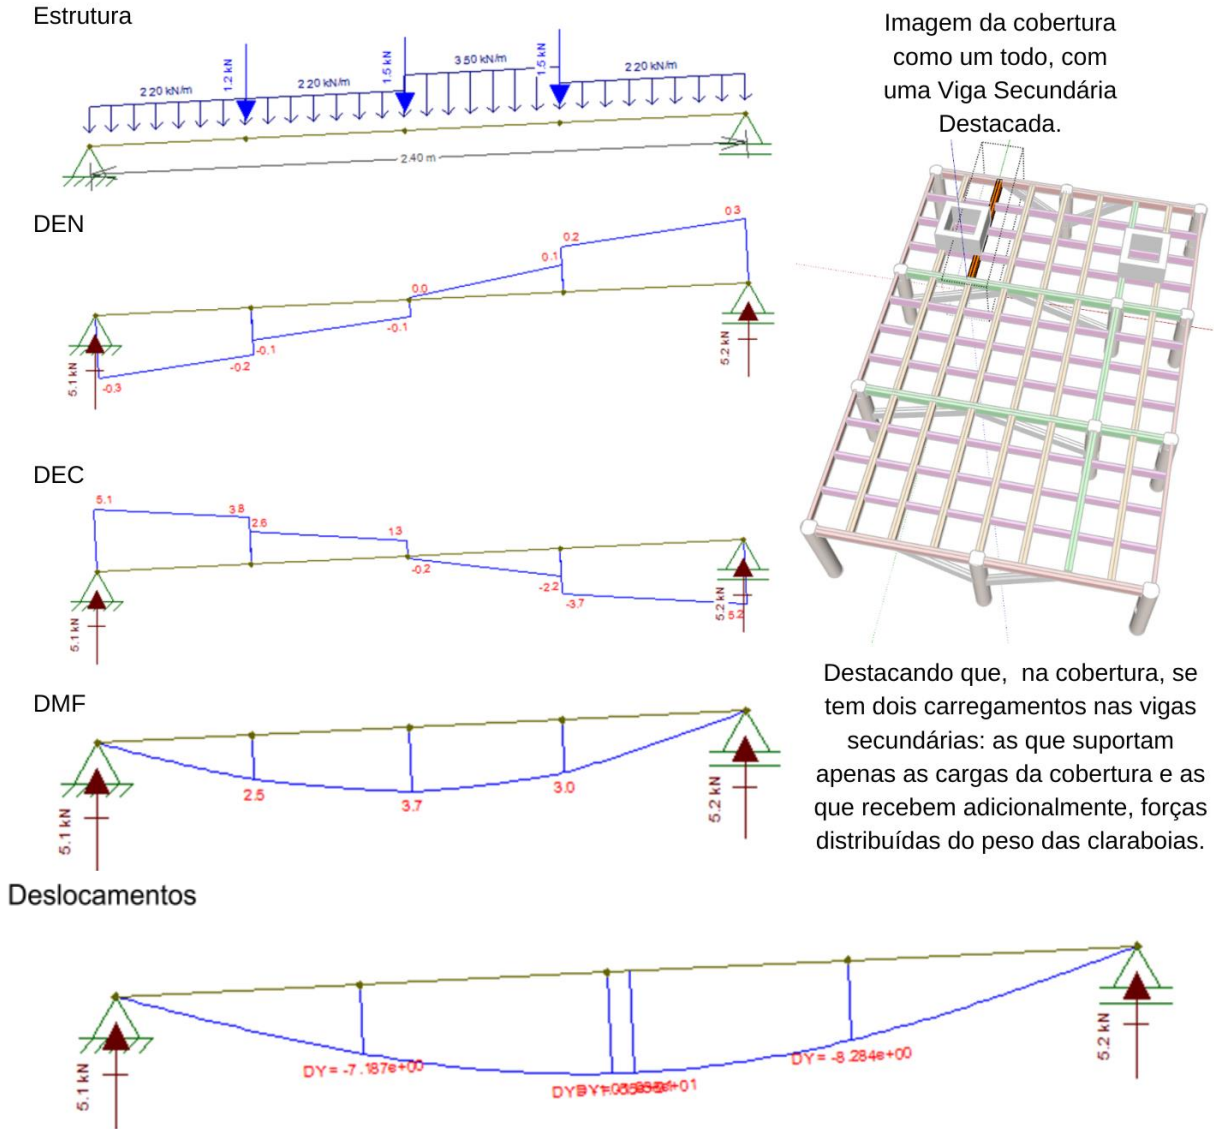 Estrutura
2.20 kN/m
1.2 kN
2.20 kN/m
1.5 kN
3.50 kN/m
1.5 kN
2.20 kN/m
2.40 m
DEN
-0.3
-0.2
-0.1
-0.1
0.0
0.1
0.2
0.3
5.1 kN
5.2 kN
DEC
5.1
3.8
2.6
1.3
-0.2
-2.2
-3.7
5.2
5.1 kN
5.2 kN
DMF
2.5
3.7
3.0
5.1 kN
5.2 kN
Imagem da cobertura
como um todo, com
uma Viga Secundária
Destacada.
Destacando que, na cobertura, se
tem dois carregamentos nas vigas
secundárias: as que suportam
apenas as cargas da cobertura e as
que recebem adicionalmente, forças
distribuídas do peso das claraboias.
Deslocamentos
DY = -7.187e+00
DY = -8.284e+00
5.1 kN
5.2 kN